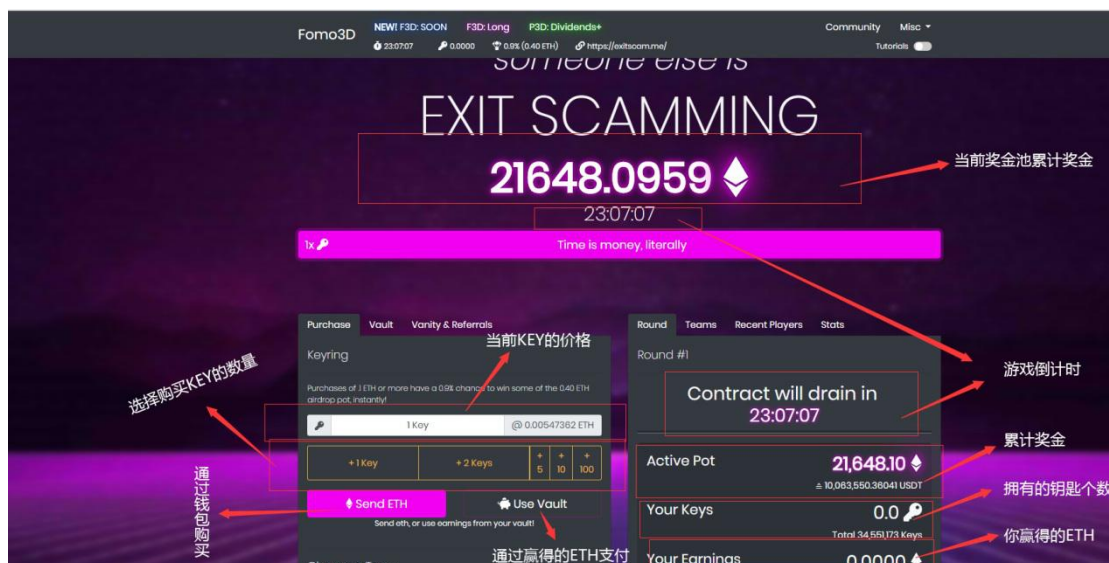 Fomo3D
NEW! F3D: SOON F3D: Long P3D: Dividends+
Community Misc
23:07:07 0.0000 0.9% (0.40 ETH) https://exitscam.me/
Tutorials
someone else is
EXIT SCAMMING
21648.0959
当前奖金池累计奖金
23:07:07
1x
Time is money, literally
Purchase Vault Vanity & Referrals
当前KEY的价格
Keyring
选择购买KEY的数量
Purchases of .1 ETH or more have a 0.9% chance to win some of the 0.40 ETH
airdrop pot, instantly!
1 Key @ 0.00547362 ETH
+ 1 Key + 2 Keys + 5 + 10 + 100
Send ETH Use Vault
通过钱包购买
Send eth, or use earnings from your vault!
通过赢得的ETH支付
Round Teams Recent Players Stats
Round #1
游戏倒计时
Contract will drain in
23:07:07
累计奖金
Active Pot 21,648.10
≙ 10,083,550.36041 USDT
拥有的钥匙个数
Your Keys 0.0
Total 34,551,173 Keys
你赢得的ETH
Your Earnings 0.0000